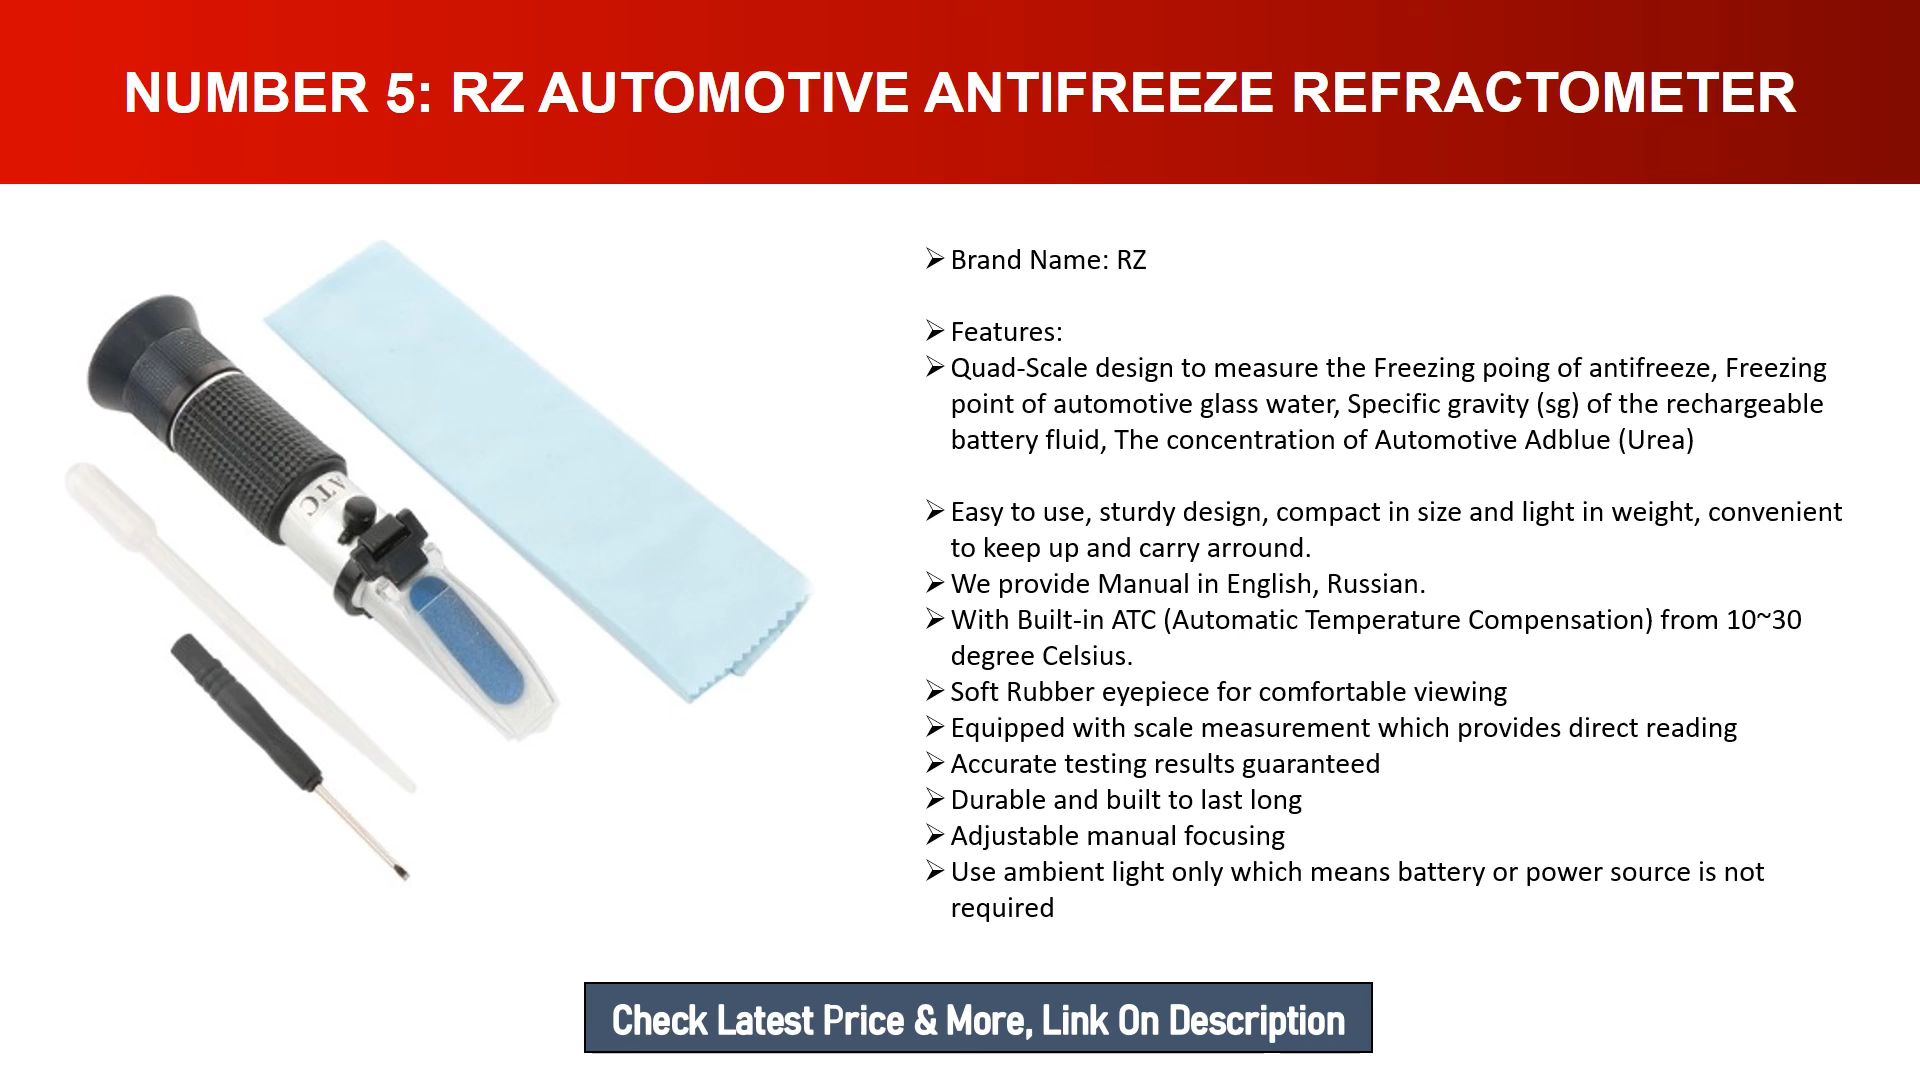 NUMBER 5: RZ AUTOMOTIVE ANTIFREEZE REFRACTOMETER
➢ Brand Name: RZ
➢ Features:
➢ Quad-Scale design to measure the Freezing poing of antifreeze, Freezing
point of automotive glass water, Specific gravity (sg) of the rechargeable
battery fluid, The concentration of Automotive Adblue (Urea)
➢ Easy to use, sturdy design, compact in size and light in weight, convenient
to keep up and carry arround.
➢ We provide Manual in English, Russian.
➢ With Built-in ATC (Automatic Temperature Compensation) from 10~30
degree Celsius.
➢ Soft Rubber eyepiece for comfortable viewing
➢ Equipped with scale measurement which provides direct reading
➢ Accurate testing results guaranteed
➢ Durable and built to last long
➢ Adjustable manual focusing
➢ Use ambient light only which means battery or power source is not
required
ATC
Check Latest Price & More, Link On Description